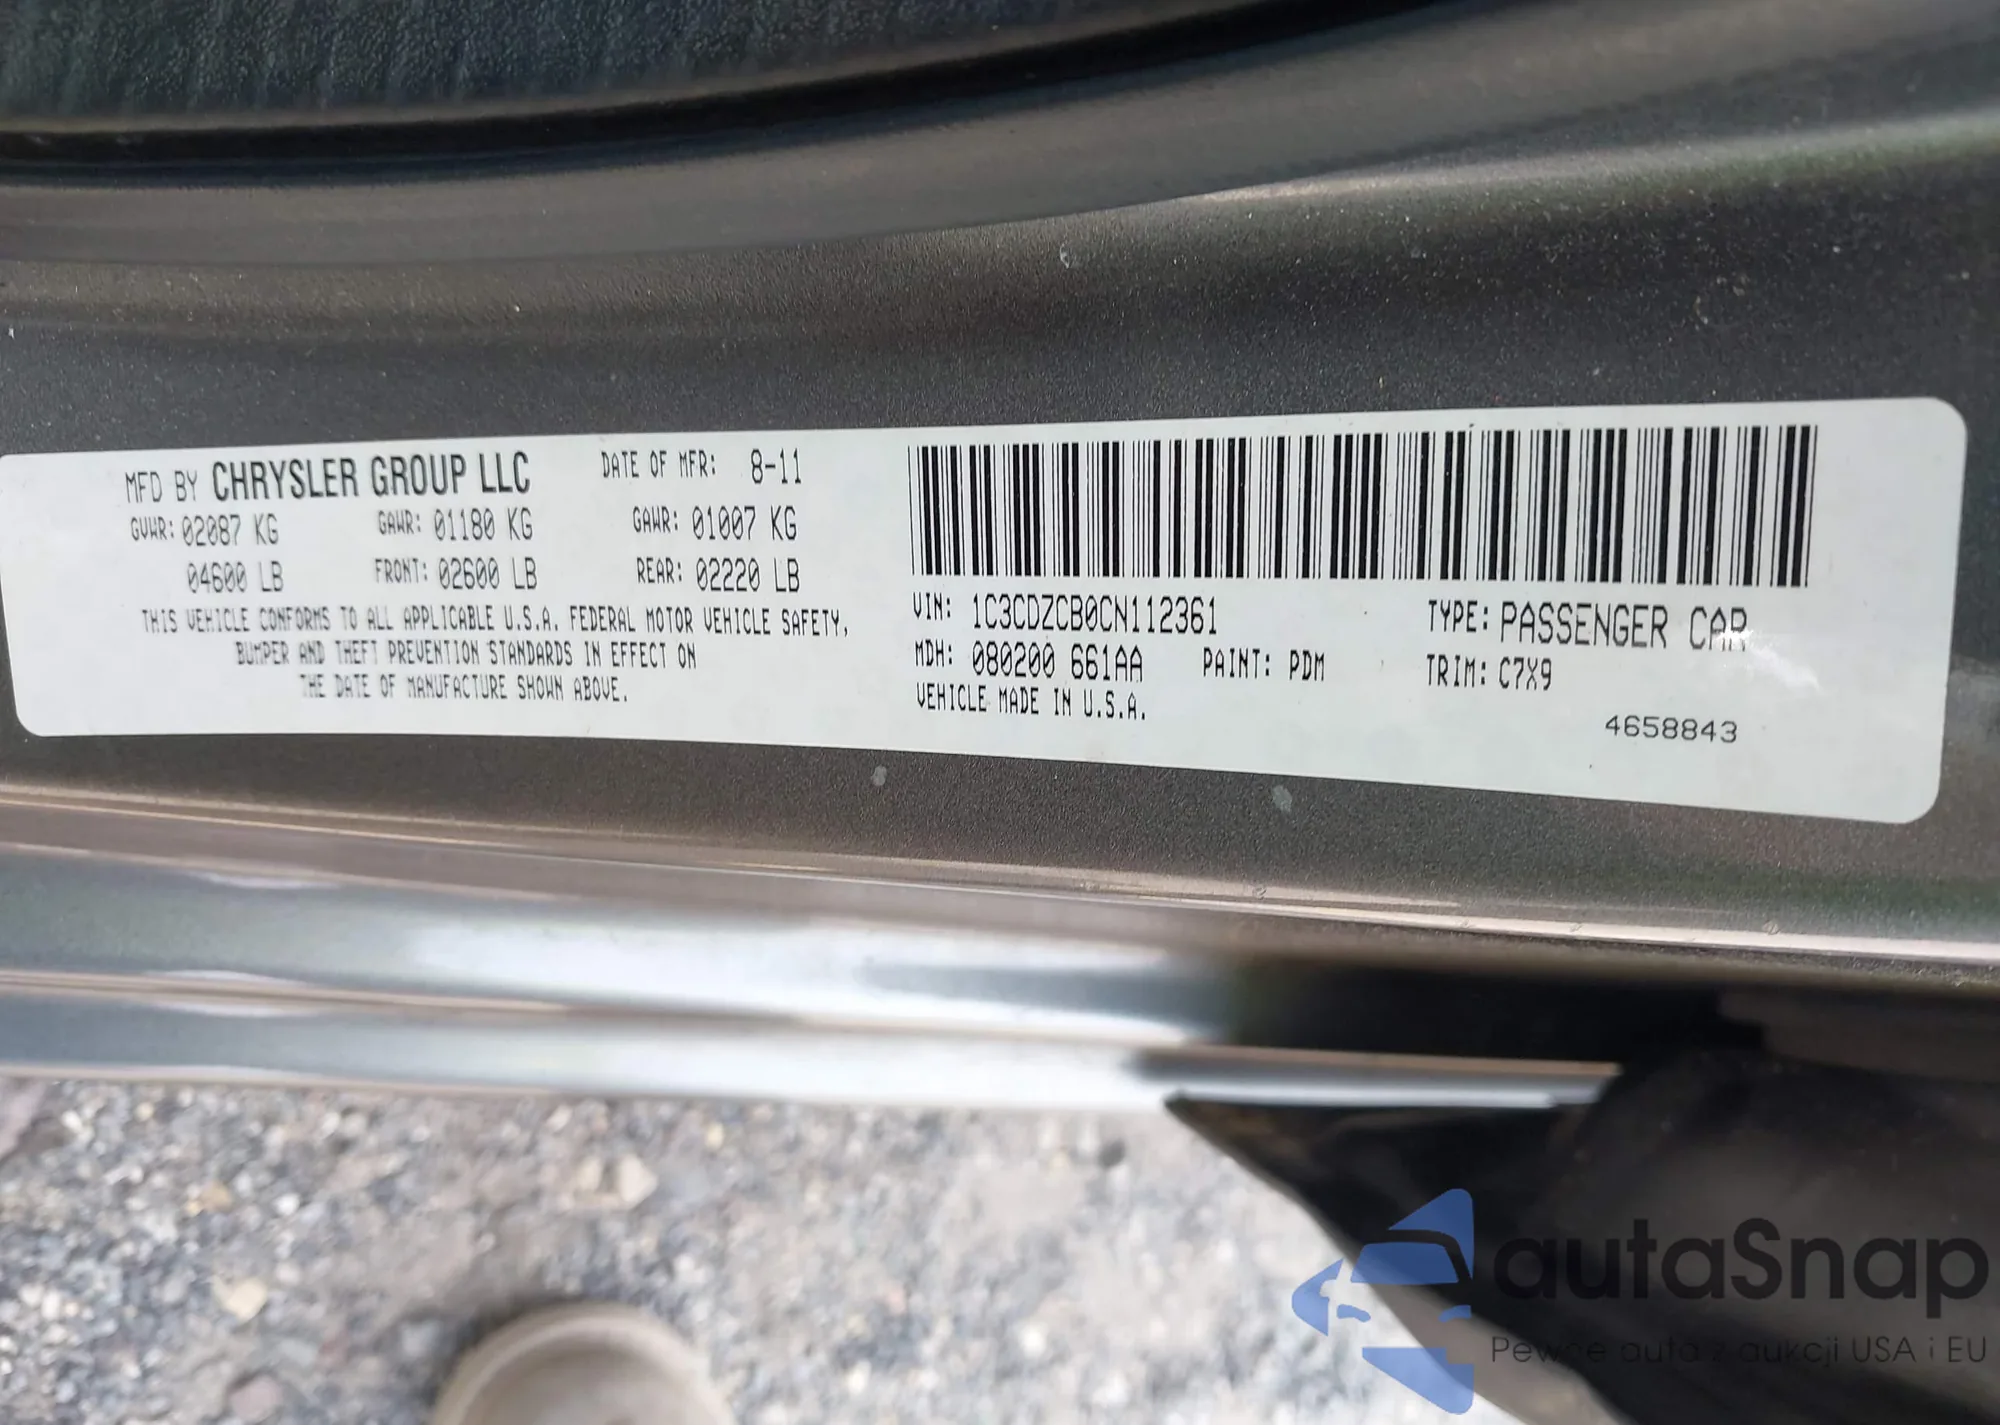 MFD BY CHRYSLER GROUP LLC DATE OF MFR: 8-11
GVWR: 02087 KG GAWR: 01180 KG GAWR: 01007 KG
04600 LB FRONT: 02600 LB REAR: 02220 LB
THIS VEHICLE CONFORMS TO ALL APPLICABLE U.S.A. FEDERAL MOTOR VEHICLE SAFETY,
BUMPER AND THEFT PREVENTION STANDARDS IN EFFECT ON
THE DATE OF MANUFACTURE SHOWN ABOVE.
VIN: 1C3CDZCB0CN112361 TYPE: PASSENGER CAR
MDH: 080200 661AA PAINT: PDM TRIM: C7X9
VEHICLE MADE IN U.S.A.
4658843
autaSnap
Pewce auta z aukcji USA i EU